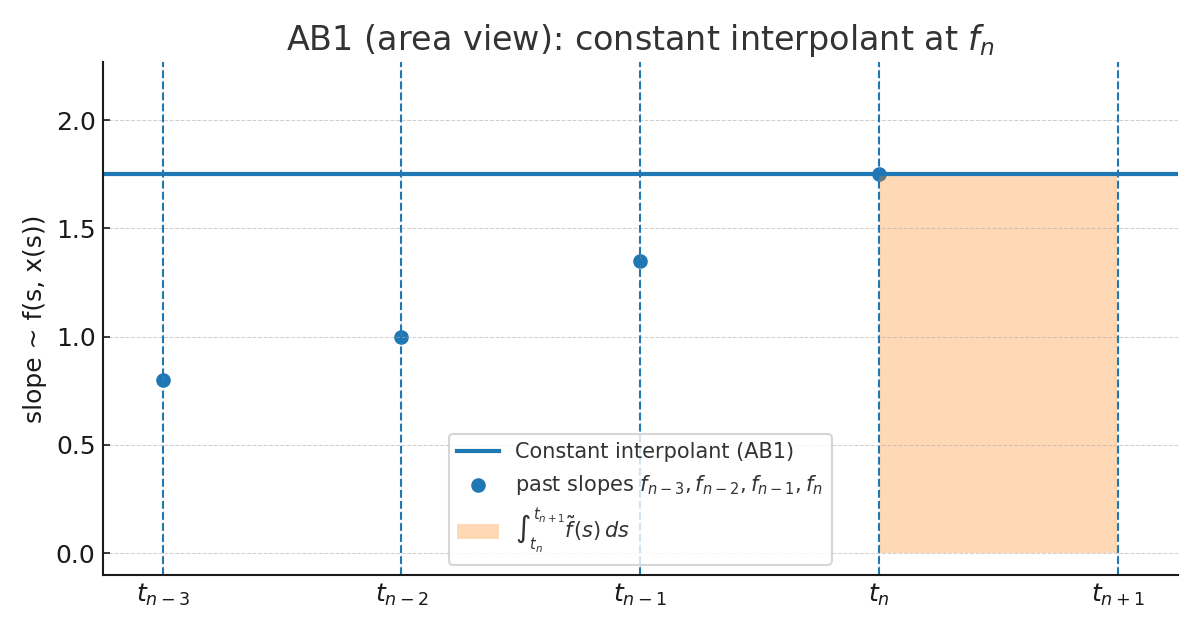 AB1 (area view): constant interpolant at $f_n$
slope ~ f(s, x(s))
2.0
1.5
1.0
0.5
0.0
Constant interpolant (AB1)
past slopes $f_{n-3}, f_{n-2}, f_{n-1}, f_n$
$\int_{t_n}^{t_{n+1}} \tilde{f}(s)\, ds$
$t_{n-3}$ $t_{n-2}$ $t_{n-1}$ $t_n$ $t_{n+1}$